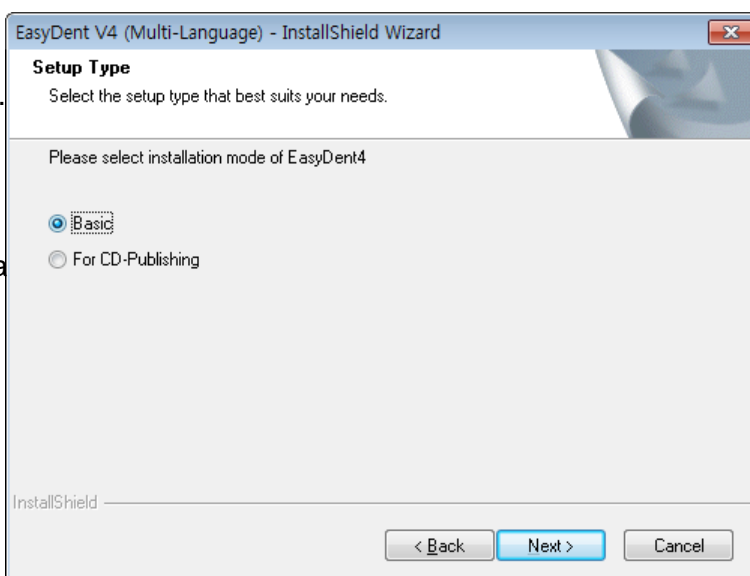 EasyDent V4 (Multi-Language) - InstallShield Wizard
Setup Type
Select the setup type that best suits your needs.
Please select installation mode of EasyDent4
Basic
For CD-Publishing
InstallShield
< Back Next > Cancel